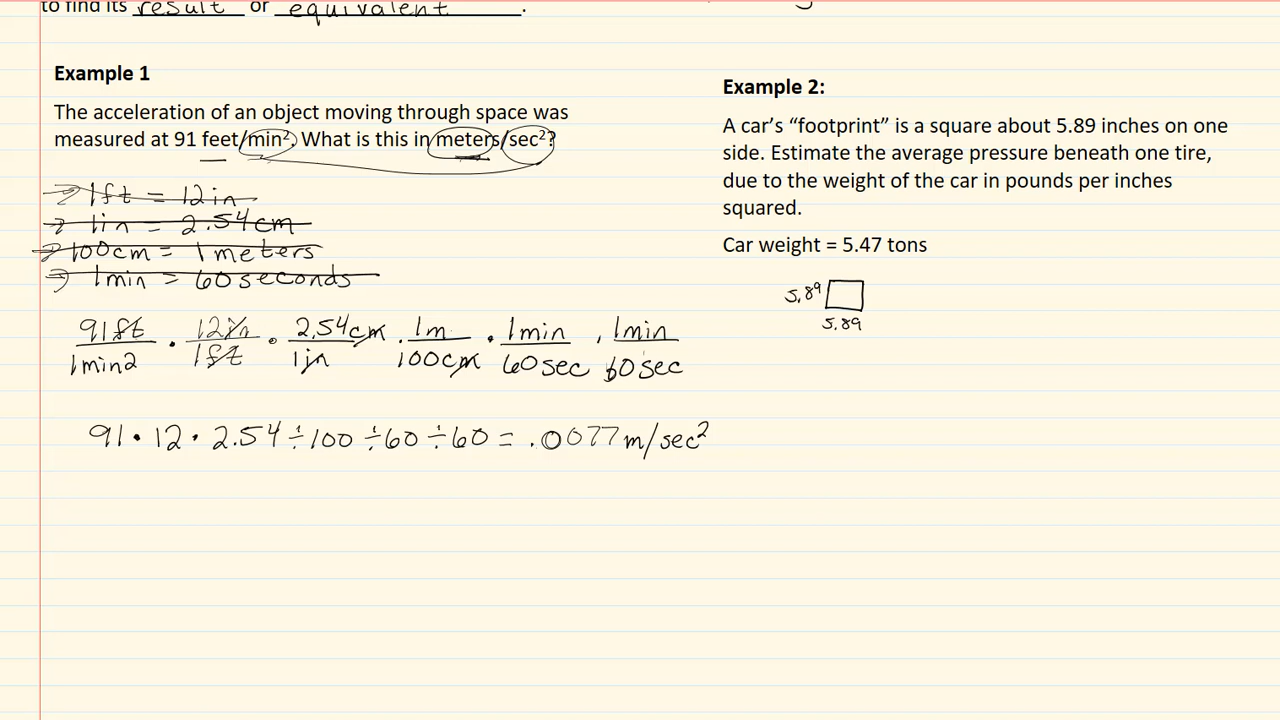 to find its result or equivalent.
Example 1
The acceleration of an object moving through space was
measured at 91 feet/min². What is this in meters/sec²?
→ 1ft = 12in
→ 1in = 2.54cm
→ 100cm = 1meters
→ 1min = 60seconds
91ft/1min2 · 12in/1ft · 2.54cm/1in · 1m/100cm · 1min/60sec · 1min/60sec
91 · 12 · 2.54 ÷ 100 ÷ 60 ÷ 60 = .0077m/sec²
Example 2:
A car's “footprint” is a square about 5.89 inches on one
side. Estimate the average pressure beneath one tire,
due to the weight of the car in pounds per inches
squared.
Car weight = 5.47 tons
5.89
5.89